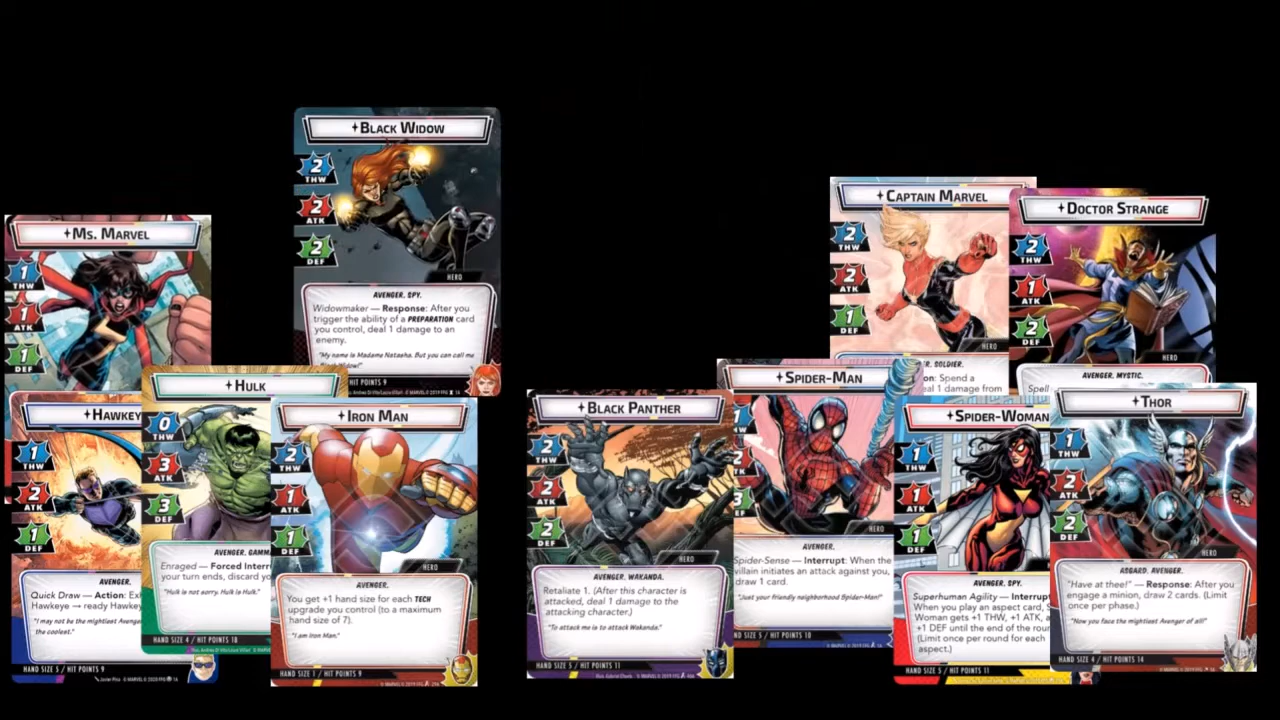 BLACK WIDOW
2
THW
2
ATK
2
DEF
HERO
AVENGER. SPY.
Widowmaker — Response: After you
trigger the ability of a PREPARATION card
you control, deal 1 damage to an
enemy.
"My name is Madame Natasha. But you can call me
HIT POINTS 9
CAPTAIN MARVEL
2
THW
2
ATK
1
DEF
HERO
SOLDIER.
Spend a
eal 1 damage from
DOCTOR STRANGE
2
THW
1
ATK
2
DEF
HERO
AVENGER. MYSTIC.
Spell
MS. MARVEL
1
THW
1
ATK
1
DEF
HAWKEY
1
THW
2
ATK
1
DEF
AVENGER.
Quick Draw — Action: Ex
Hawkeye → ready Hawkey
"I may not be the mightiest Avenge
the coolest."
HAND SIZE 5 / HIT POINTS 9
HULK
0
THW
3
ATK
3
DEF
AVENGER. GAMM
Enraged — Forced Interr
your turn ends, discard yo
"Hulk is not sorry. Hulk is Hulk."
HAND SIZE 4 / HIT POINTS 18
IRON MAN
2
THW
1
ATK
1
DEF
HERO
AVENGER.
You get +1 hand size for each TECH
upgrade you control (to a maximum
hand size of 7).
"I am Iron Man."
HAND SIZE 1 / HIT POINTS 9
BLACK PANTHER
2
THW
2
ATK
2
DEF
HERO
AVENGER. WAKANDA.
Retaliate 1. (After this character is
attacked, deal 1 damage to the
attacking character.)
"To attack me is to attack Wakanda."
HAND SIZE 5 / HIT POINTS 11
SPIDER-MAN
HERO
AVENGER.
Spider-Sense — Interrupt: When the
villain initiates an attack against you,
draw 1 card.
"Just your friendly neighborhood Spider-Man!"
SIZE 5 / HIT POINTS 10
SPIDER-WOMAN
1
THW
1
ATK
1
DEF
AVENGER. SPY.
Superhuman Agility — Interrup
When you play an aspect card, S
Woman gets +1 THW, +1 ATK, a
+1 DEF until the end of the rou
(Limit once per round for each
aspect.)
HAND SIZE 5 / HIT POINTS 11
THOR
1
THW
2
ATK
2
DEF
HERO
ASGARD. AVENGER.
"Have at thee!" — Response: After you
engage a minion, draw 2 cards. (Limit
once per phase.)
"Now you face the mightiest Avenger of all!"
HAND SIZE 4 / HIT POINTS 14